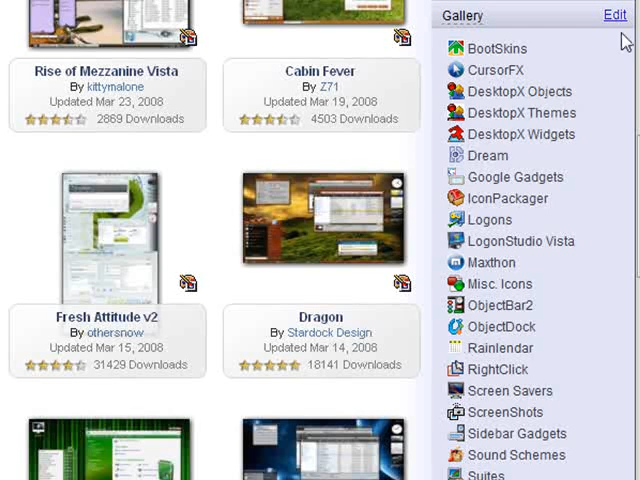 Rise of Mezzanine Vista
By kittymalone
Updated Mar 23, 2008
2869 Downloads
Cabin Fever
By Z71
Updated Mar 19, 2008
4503 Downloads
Fresh Attitude v2
By othersnow
Updated Mar 15, 2008
31429 Downloads
Dragon
By Stardock Design
Updated Mar 14, 2008
18141 Downloads
Gallery Edit
BootSkins
CursorFX
DesktopX Objects
DesktopX Themes
DesktopX Widgets
Dream
Google Gadgets
IconPackager
Logons
LogonStudio Vista
Maxthon
Misc. Icons
ObjectBar2
ObjectDock
Rainlendar
RightClick
Screen Savers
ScreenShots
Sidebar Gadgets
Sound Schemes
Suites